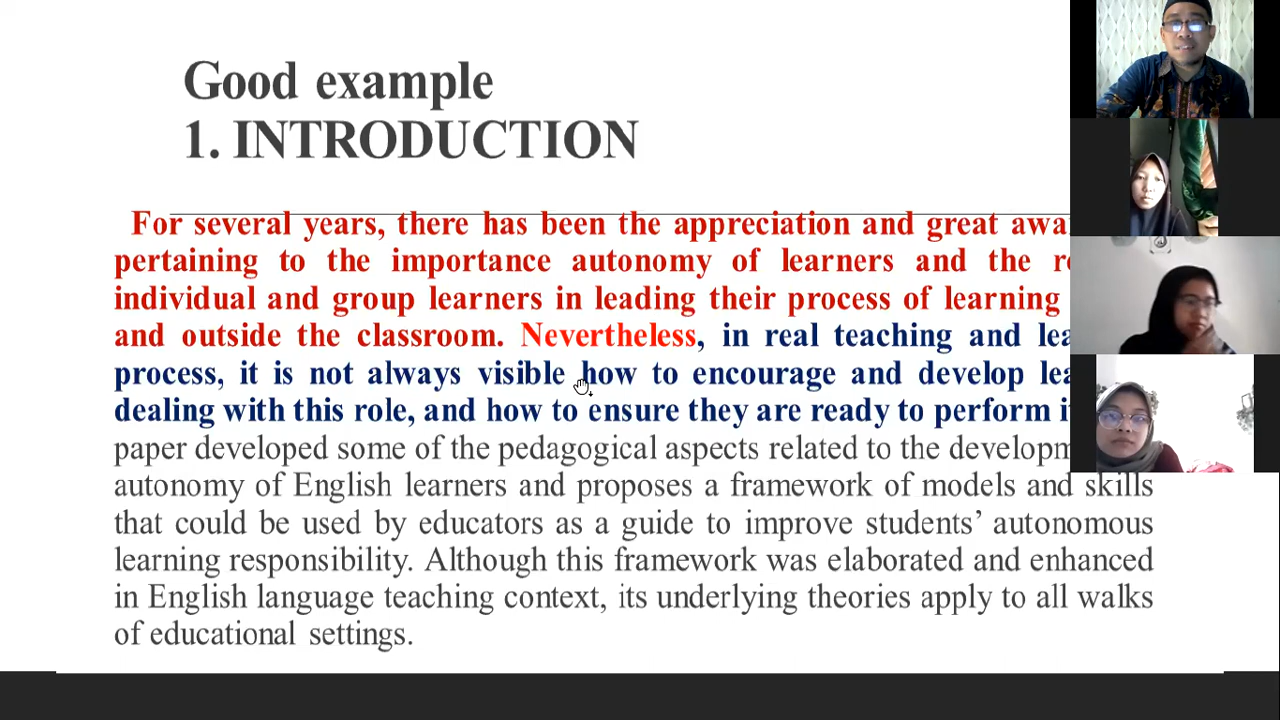 Good example
1. INTRODUCTION
For several years, there has been the appreciation and great
pertaining to the importance autonomy of learners and the
individual and group learners in leading their process of learning
and outside the classroom. Nevertheless, in real teaching and
process, it is not always visible how to encourage and develop
dealing with this role, and how to ensure they are ready to perform
paper developed some of the pedagogical aspects related to the
autonomy of English learners and proposes a framework of models and skills
that could be used by educators as a guide to improve students’ autonomous
learning responsibility. Although this framework was elaborated and enhanced
in English language teaching context, its underlying theories apply to all walks
of educational settings.